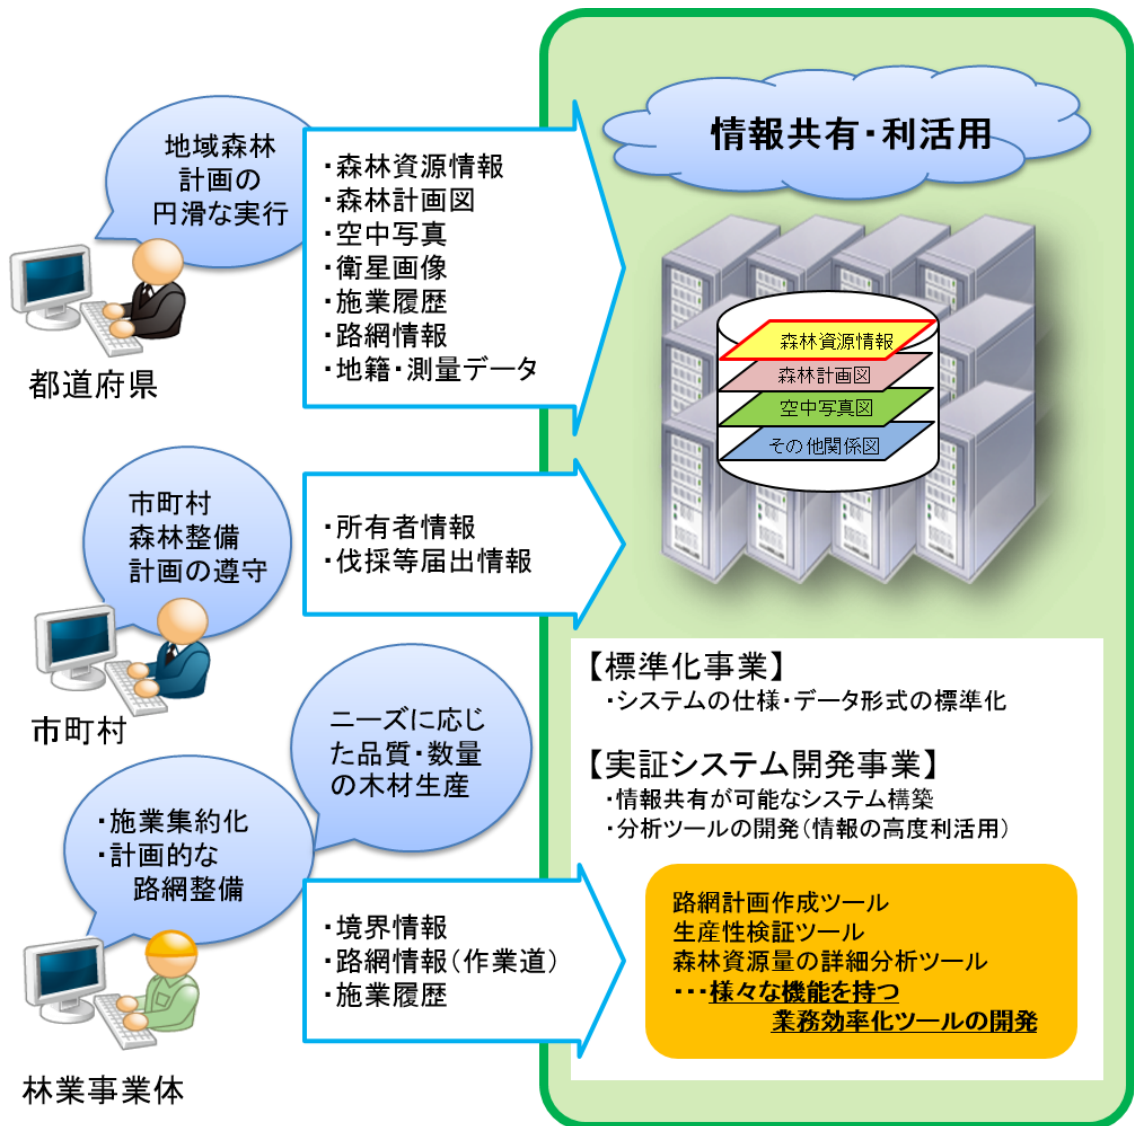 地域森林
計画の
円滑な実行
都道府県
・森林資源情報
・森林計画図
・空中写真
・衛星画像
・施業履歴
・路網情報
・地籍・測量データ
市町村
森林整備
計画の遵守
市町村
・所有者情報
・伐採等届出情報
ニーズに応じ
た品質・数量
の木材生産
・施業集約化
・計画的な
路網整備
林業事業体
・境界情報
・路網情報（作業道）
・施業履歴
情報共有・利活用
森林資源情報
森林計画図
空中写真図
その他関係図
【標準化事業】
・システムの仕様・データ形式の標準化
【実証システム開発事業】
・情報共有が可能なシステム構築
・分析ツールの開発（情報の高度利活用）
路網計画作成ツール
生産性検証ツール
森林資源量の詳細分析ツール
・・・様々な機能を持つ
業務効率化ツールの開発